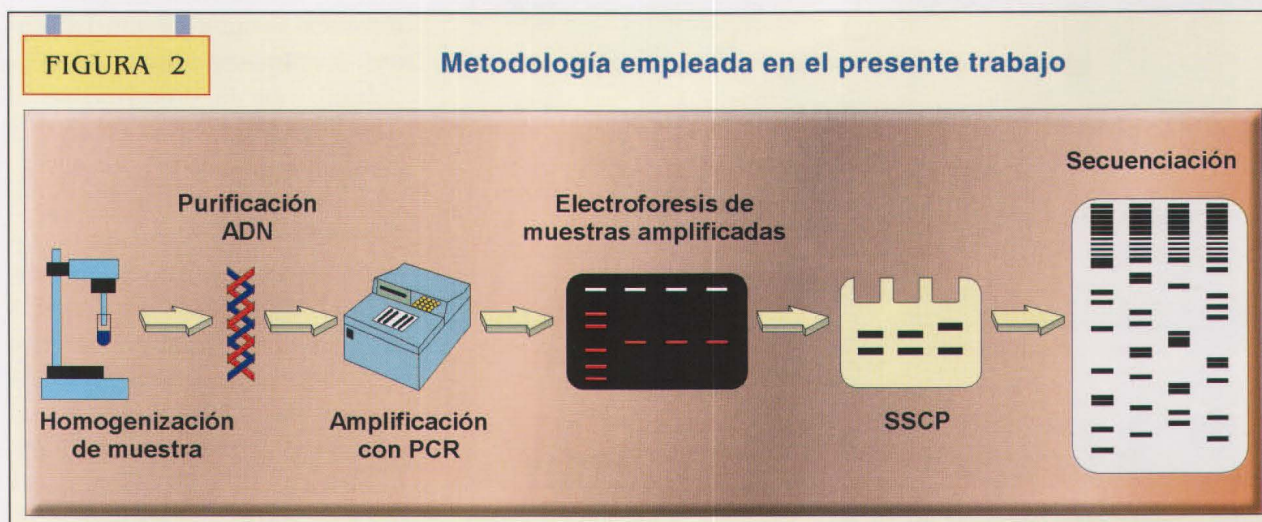 FIGURA 2
Metodología empleada en el presente trabajo
Homogenización
de muestra
Purificación
ADN
Amplificación
con PCR
Electroforesis de
muestras amplificadas
SSCP
Secuenciación